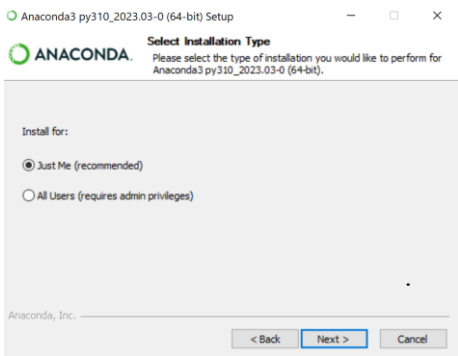 Anaconda3 py310_2023.03-0 (64-bit) Setup
ANACONDA.
Select Installation Type
Please select the type of installation you would like to perform for
Anaconda3 py310_2023.03-0 (64-bit).
Install for:
Just Me (recommended)
All Users (requires admin privileges)
Anaconda, Inc.
< Back
Next >
Cancel